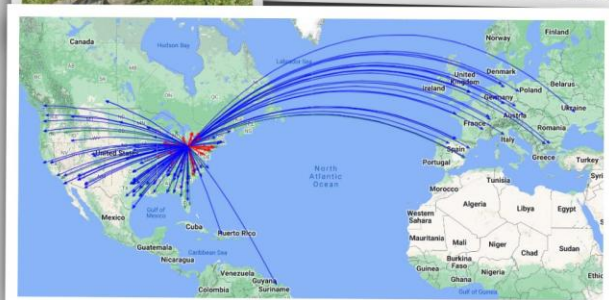 Canada
Hudson Bay
Labrador Sea
Norway
Finland
United
Kingdom
Denmark
Ireland
Poland
Belarus
Germany
Ukraine
France
Austria
Romania
Italy
Spain
Portugal
Greece
Turkey
United States
North
Atlantic
Ocean
Gulf of
Mexico
Mexico
Cuba
Puerto Rico
Guatemala
Caribbean Sea
Nicaragua
Venezuela
Guyana
Colombia
Suriname
Morocco
Tunisia
Algeria
Libya
Egypt
Western
Sahara
Mauritania
Mali
Niger
Chad
Sudan
Burkina
Faso
Guinea
Ghana
Nigeria
Gulf of Guinea